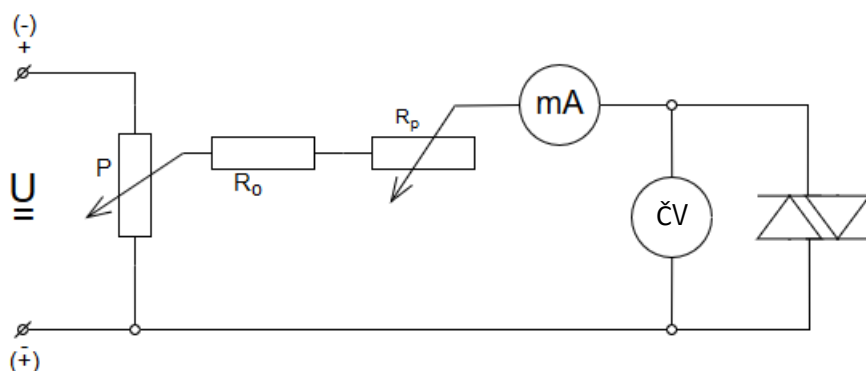 (-)
+
P
R₀
Rₚ
mA
ČV
U
=
-
(+)